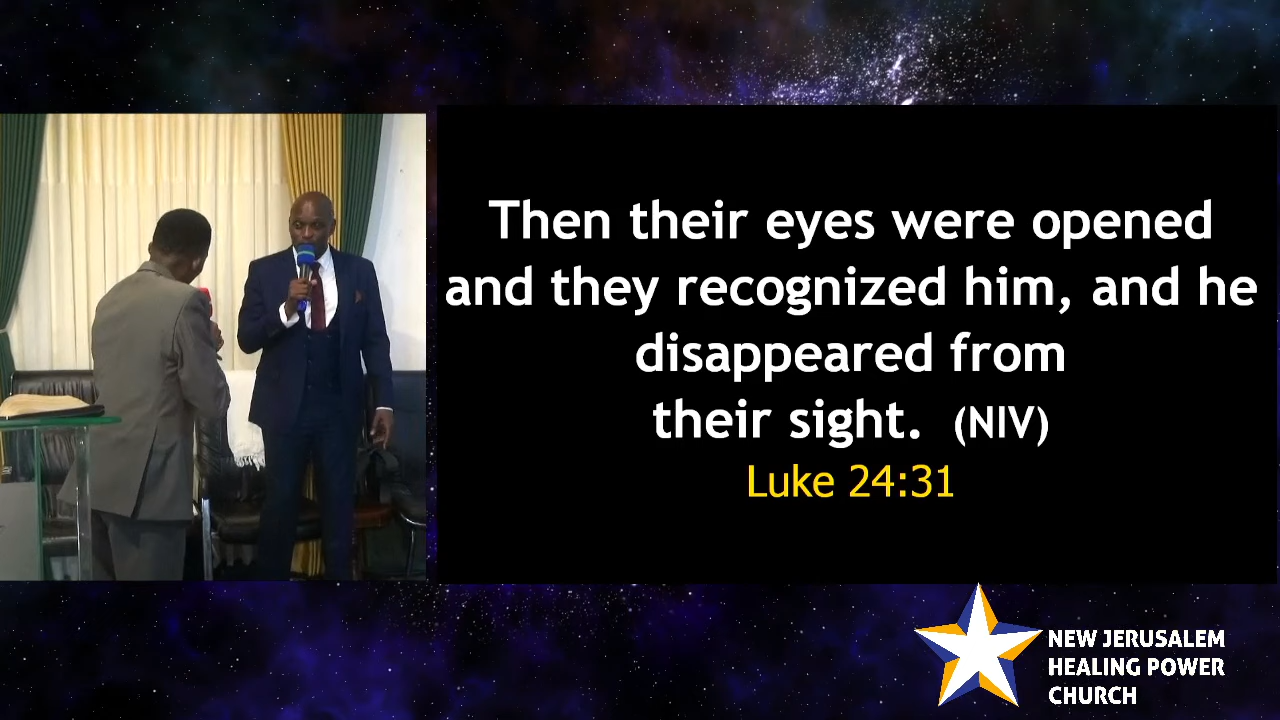 Then their eyes were opened
and they recognized him, and he
disappeared from
their sight. (NIV)
Luke 24:31
NEW JERUSALEM
HEALING POWER
CHURCH